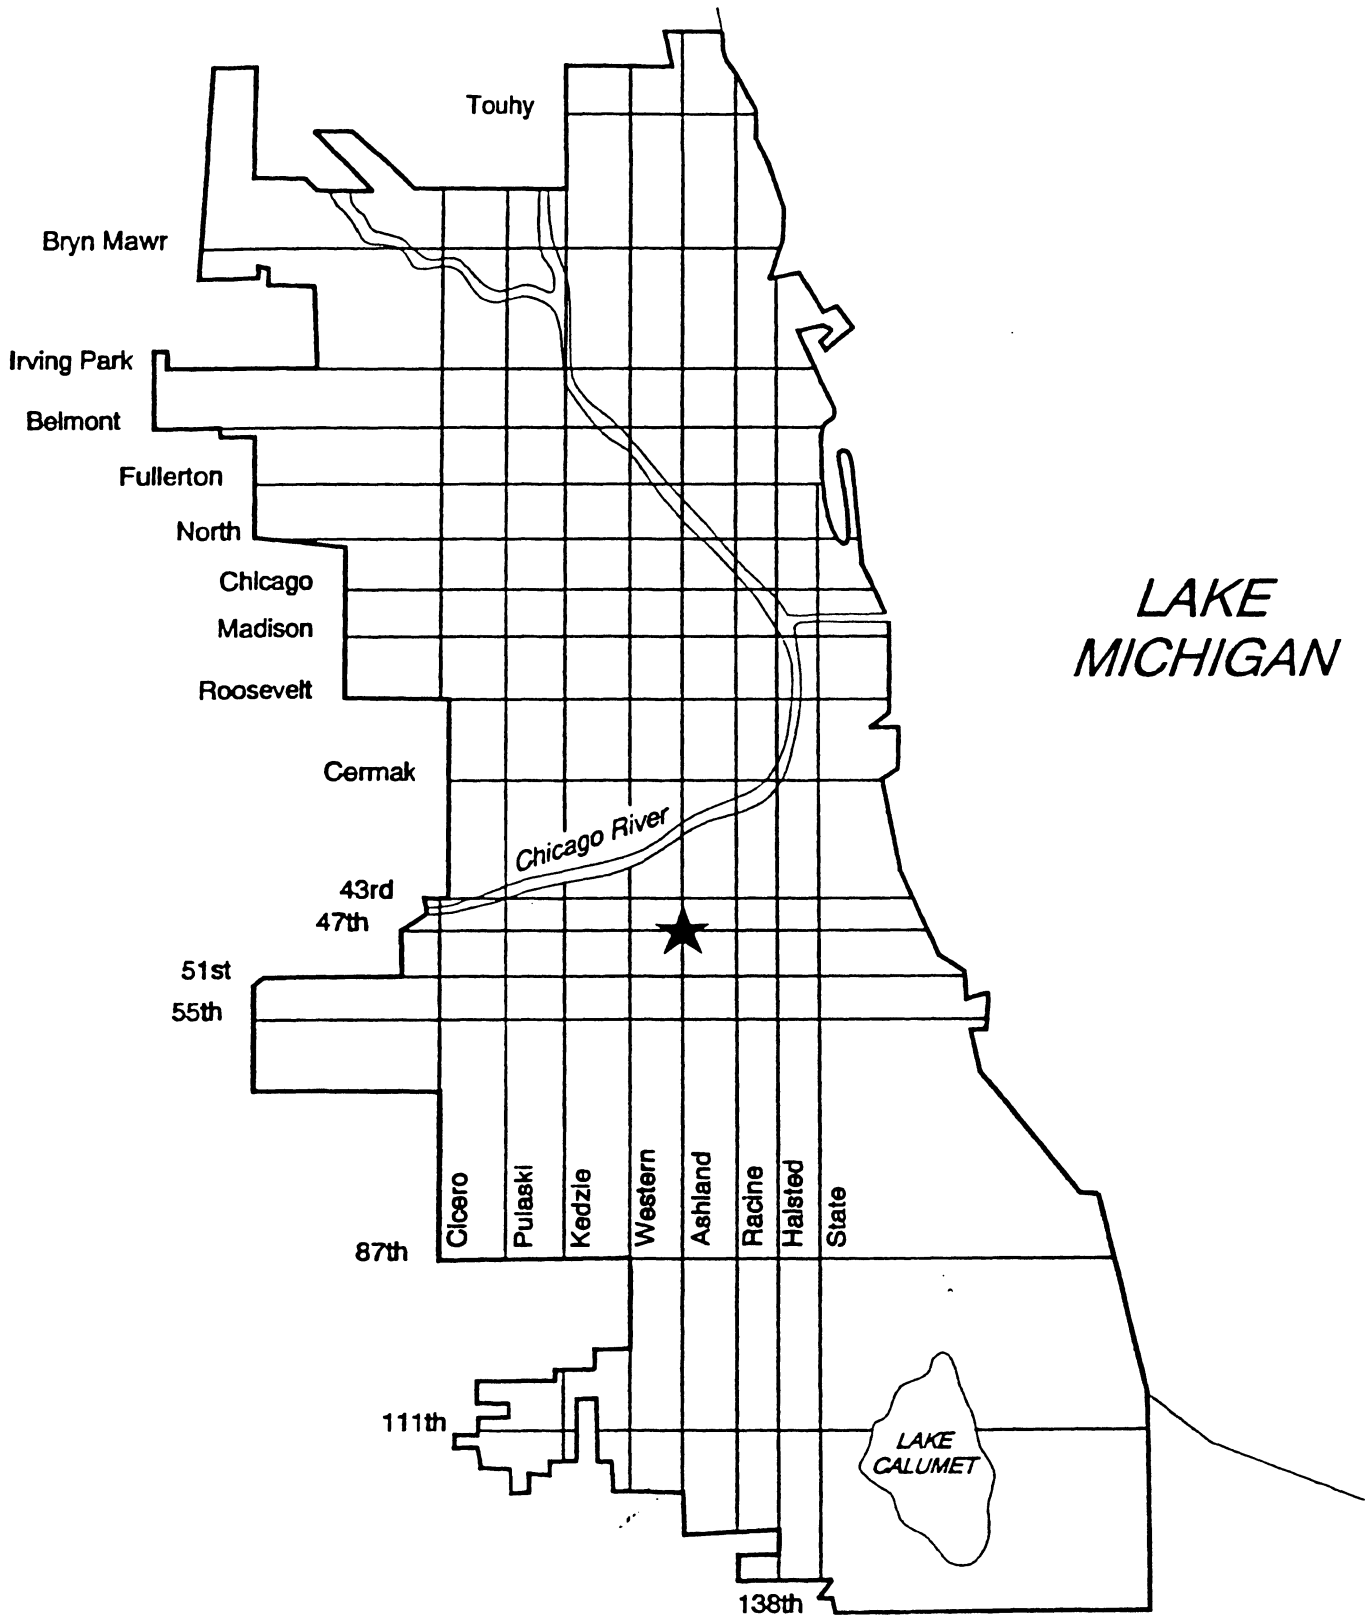 Touhy
Bryn Mawr
Irving Park
Belmont
Fullerton
North
Chicago
Madison
Roosevelt
LAKE
MICHIGAN
Cermak
Chicago River
43rd
47th
51st
55th
Cicero
Pulaski
Kedzie
Western
Ashland
Racine
Halsted
State
87th
111th
LAKE
CALUMET
138th